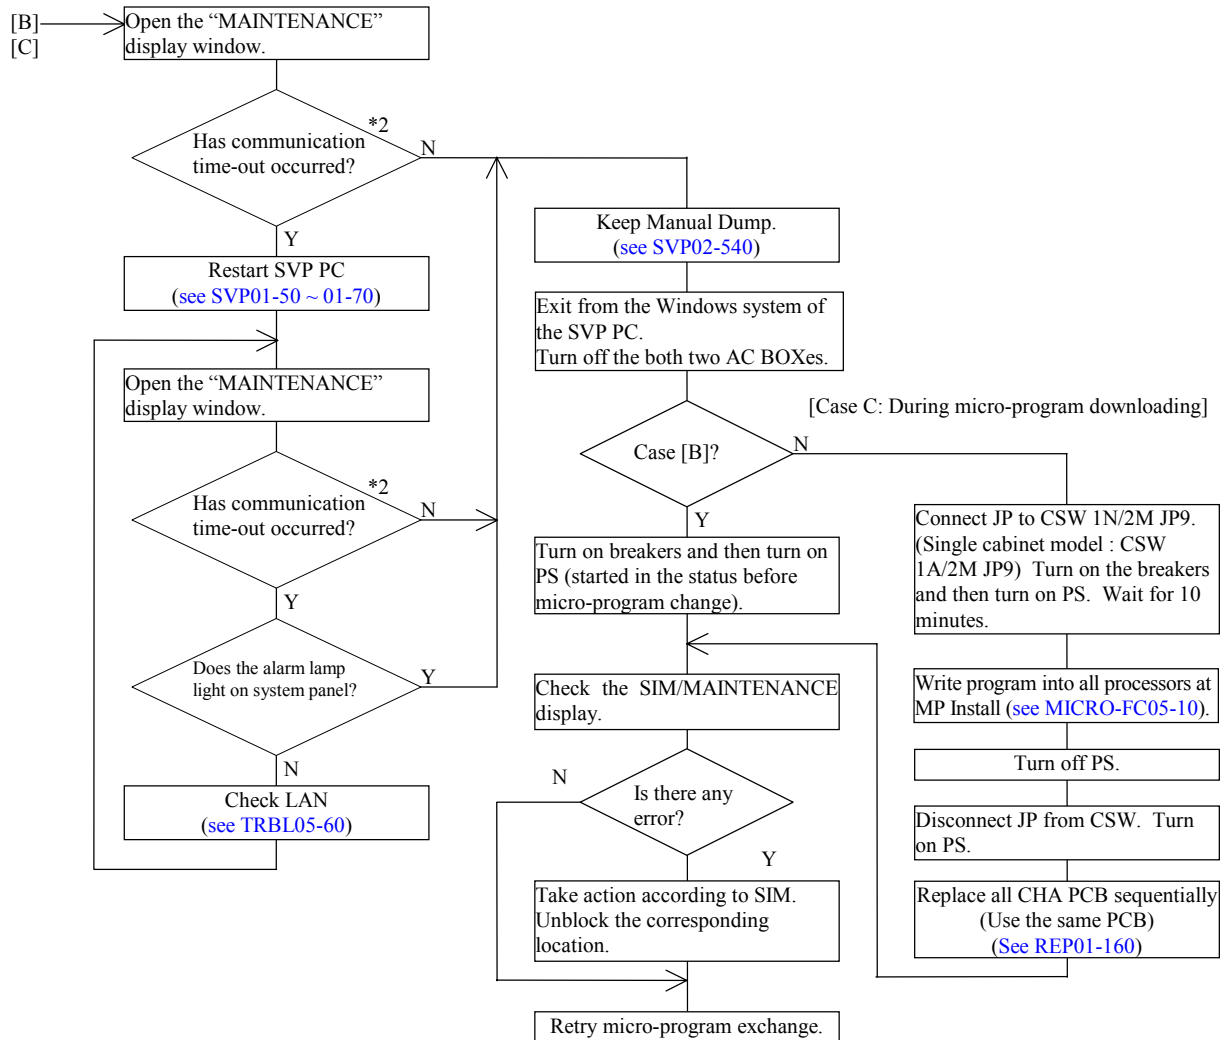 [B]
[C]
Open the “MAINTENANCE”
display window.
*2
Has communication
time-out occurred?
N
Y
Restart SVP PC
(see SVP01-50 ~ 01-70)
Open the “MAINTENANCE”
display window.
*2
Has communication
time-out occurred?
N
Y
Does the alarm lamp
light on system panel?
Y
N
Check LAN
(see TRBL05-60)
Keep Manual Dump.
(see SVP02-540)
Exit from the Windows system of
the SVP PC.
Turn off the both two AC BOXes.
[Case C: During micro-program downloading]
Case [B]?
N
Y
Turn on breakers and then turn on
PS (started in the status before
micro-program change).
Check the SIM/MAINTENANCE
display.
N
Is there any
error?
Y
Take action according to SIM.
Unblock the corresponding
location.
Retry micro-program exchange.
Connect JP to CSW 1N/2M JP9.
(Single cabinet model : CSW
1A/2M JP9) Turn on the breakers
and then turn on PS. Wait for 10
minutes.
Write program into all processors at
MP Install (see MICRO-FC05-10).
Turn off PS.
Disconnect JP from CSW. Turn
on PS.
Replace all CHA PCB sequentially
(Use the same PCB)
(See REP01-160)